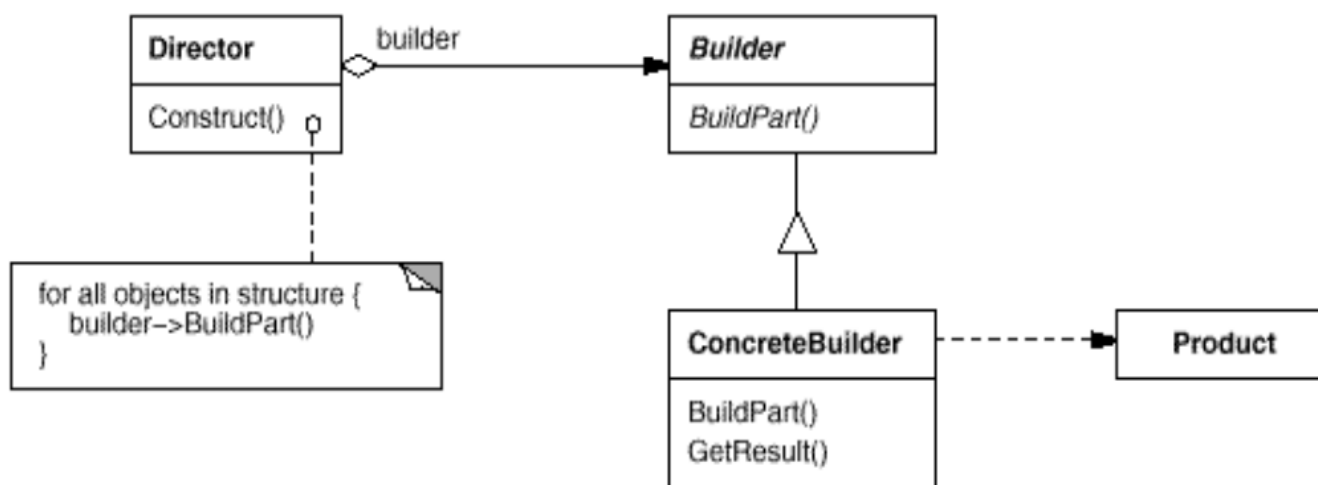 Director
Construct()
builder
Builder
BuildPart()
for all objects in structure {
builder->BuildPart()
}
ConcreteBuilder
BuildPart()
GetResult()
Product